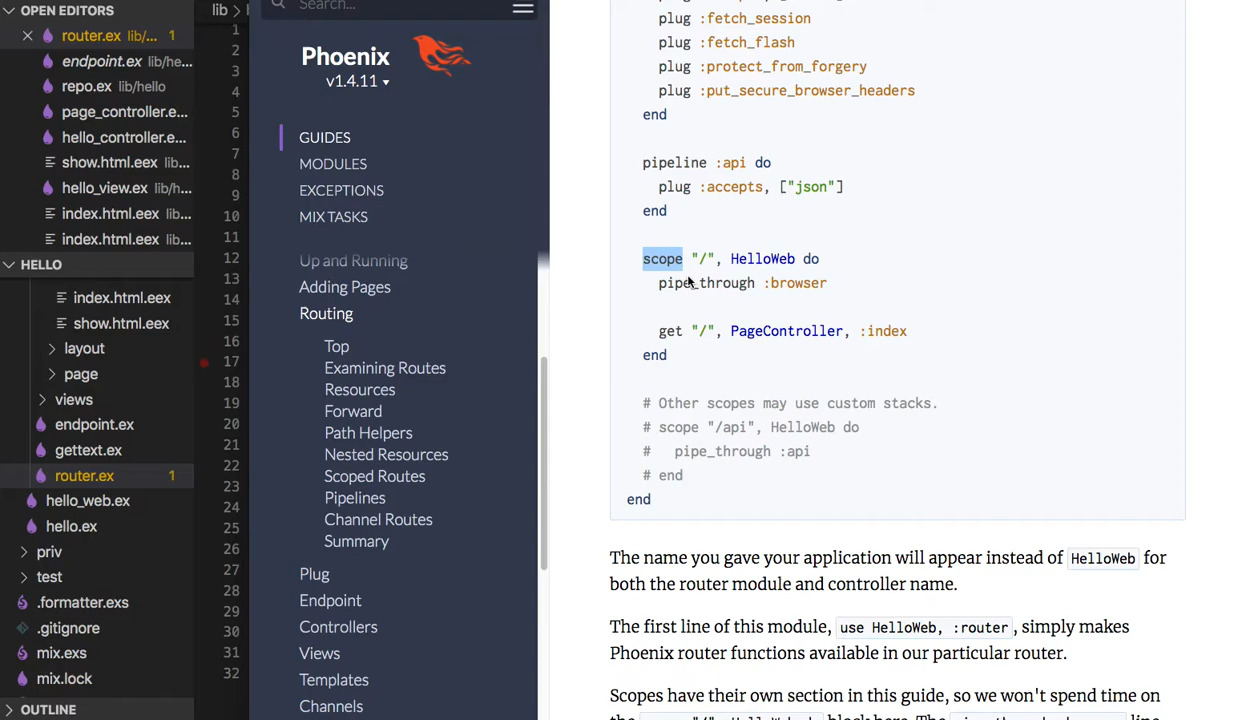 OPEN EDITORS
router.ex lib/... 1
endpoint.ex lib/he...
repo.ex lib/hello
page_controller.e...
hello_controller.e...
show.html.eex lib...
hello_view.ex lib/h...
index.html.eex lib...
index.html.eex lib...
HELLO
index.html.eex
show.html.eex
layout
page
views
endpoint.ex
gettext.ex
router.ex 1
hello_web.ex
hello.ex
priv
test
.formatter.exs
.gitignore
mix.exs
mix.lock
OUTLINE
lib
1
2
3
4
5
6
7
8
9
10
11
12
13
14
15
16
17
18
19
20
21
22
23
24
25
26
27
28
29
30
31
32
Search...
Phoenix
v1.4.11
GUIDES
MODULES
EXCEPTIONS
MIX TASKS
Up and Running
Adding Pages
Routing
Top
Examining Routes
Resources
Forward
Path Helpers
Nested Resources
Scoped Routes
Pipelines
Channel Routes
Summary
Plug
Endpoint
Controllers
Views
Templates
Channels
plug :fetch_session
plug :fetch_flash
plug :protect_from_forgery
plug :put_secure_browser_headers
end
pipeline :api do
plug :accepts, ["json"]
end
scope "/", HelloWeb do
pipe_through :browser
get "/", PageController, :index
end
# Other scopes may use custom stacks.
# scope "/api", HelloWeb do
#   pipe_through :api
# end
end
The name you gave your application will appear instead of HelloWeb for
both the router module and controller name.
The first line of this module, use HelloWeb, :router, simply makes
Phoenix router functions available in our particular router.
Scopes have their own section in this guide, so we won't spend time on